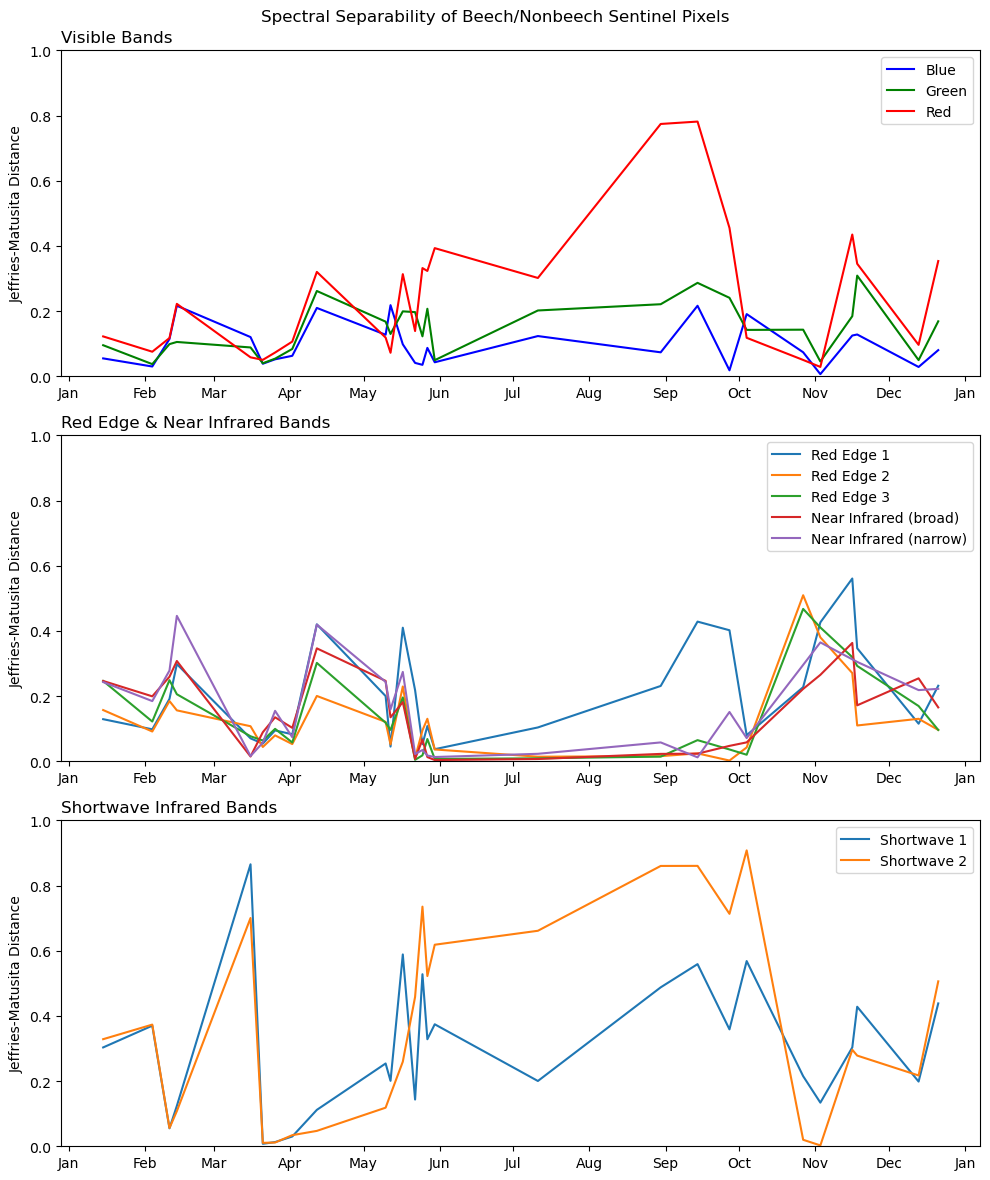 Spectral Separability of Beech/Nonbeech Sentinel Pixels
Visible Bands
Jeffries-Matusita Distance
1.0
0.8
0.6
0.4
0.2
0.0
Blue
Green
Red
Jan Feb Mar Apr May Jun Jul Aug Sep Oct Nov Dec Jan
Red Edge & Near Infrared Bands
Jeffries-Matusita Distance
1.0
0.8
0.6
0.4
0.2
0.0
Red Edge 1
Red Edge 2
Red Edge 3
Near Infrared (broad)
Near Infrared (narrow)
Jan Feb Mar Apr May Jun Jul Aug Sep Oct Nov Dec Jan
Shortwave Infrared Bands
Jeffries-Matusita Distance
1.0
0.8
0.6
0.4
0.2
0.0
Shortwave 1
Shortwave 2
Jan Feb Mar Apr May Jun Jul Aug Sep Oct Nov Dec Jan